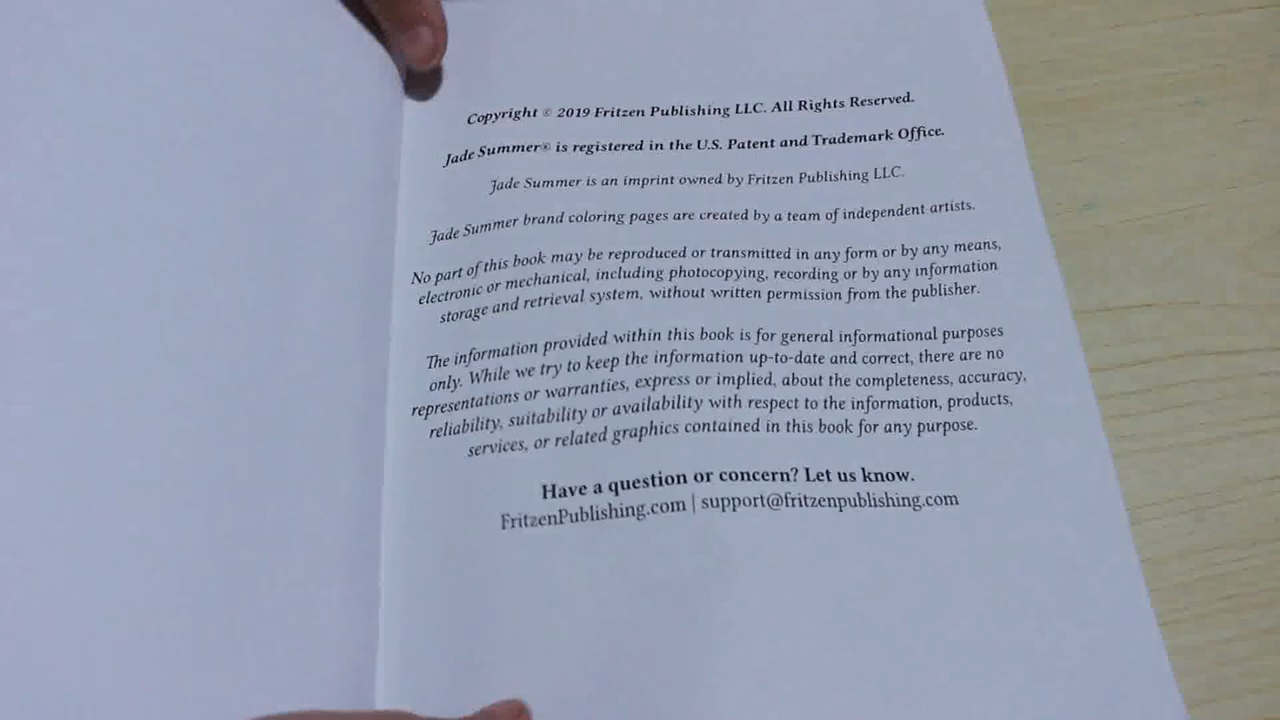 Copyright © 2019 Fritzen Publishing LLC. All Rights Reserved.
Jade Summer® is registered in the U.S. Patent and Trademark Office.
Jade Summer is an imprint owned by Fritzen Publishing LLC.
Jade Summer brand coloring pages are created by a team of independent artists.
No part of this book may be reproduced or transmitted in any form or by any means,
electronic or mechanical, including photocopying, recording or by any information
storage and retrieval system, without written permission from the publisher.
The information provided within this book is for general informational purposes
only. While we try to keep the information up-to-date and correct, there are no
representations or warranties, express or implied, about the completeness, accuracy,
reliability, suitability or availability with respect to the information, products,
services, or related graphics contained in this book for any purpose.
Have a question or concern? Let us know.
FritzenPublishing.com | support@fritzenpublishing.com